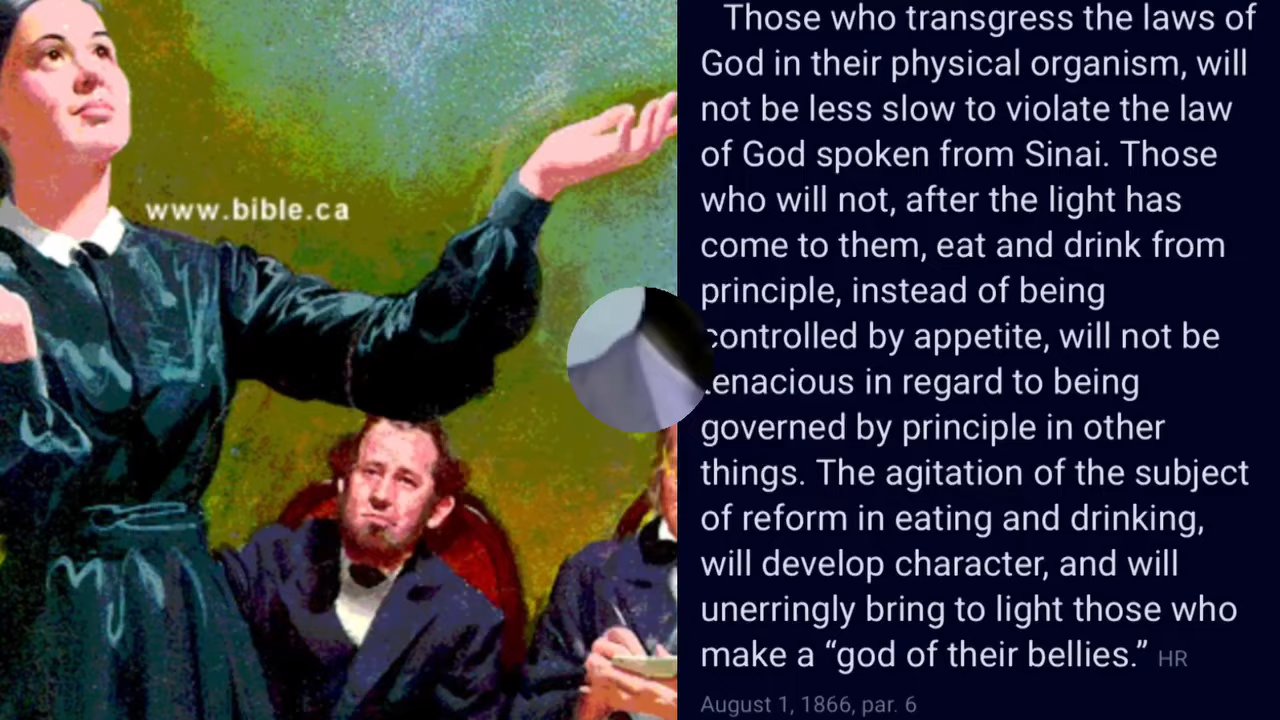 www.bible.ca
Those who transgress the laws of
God in their physical organism, will
not be less slow to violate the law
of God spoken from Sinai. Those
who will not, after the light has
come to them, eat and drink from
principle, instead of being
controlled by appetite, will not be
tenacious in regard to being
governed by principle in other
things. The agitation of the subject
of reform in eating and drinking,
will develop character, and will
unerringly bring to light those who
make a “god of their bellies.” HR
August 1, 1866, par. 6